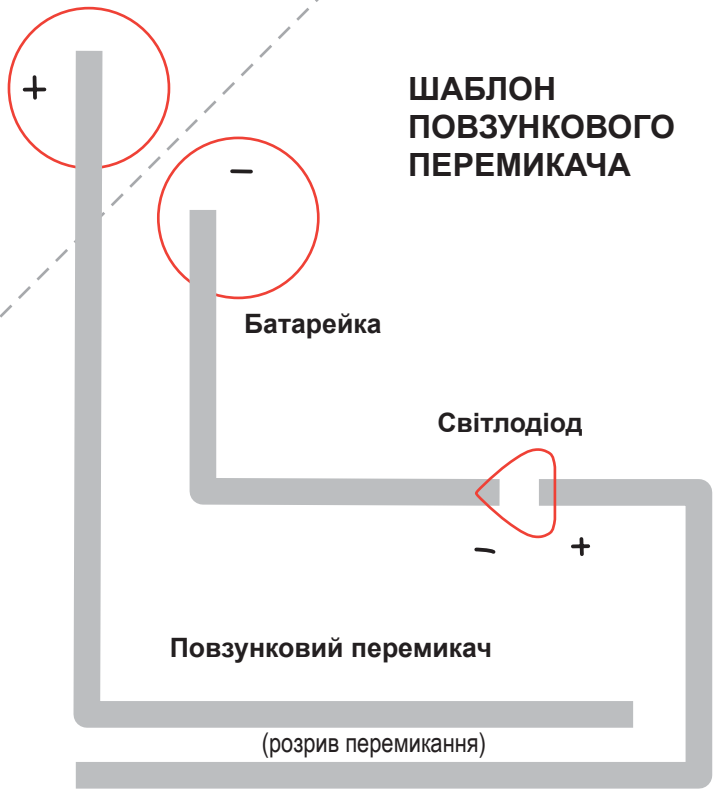 +
ШАБЛОН
ПОВЗУНКОВОГО
ПЕРЕМИКАЧА
−
Батарейка
Світлодіод
− +
Повзунковий перемикач
(розрив перемикання)